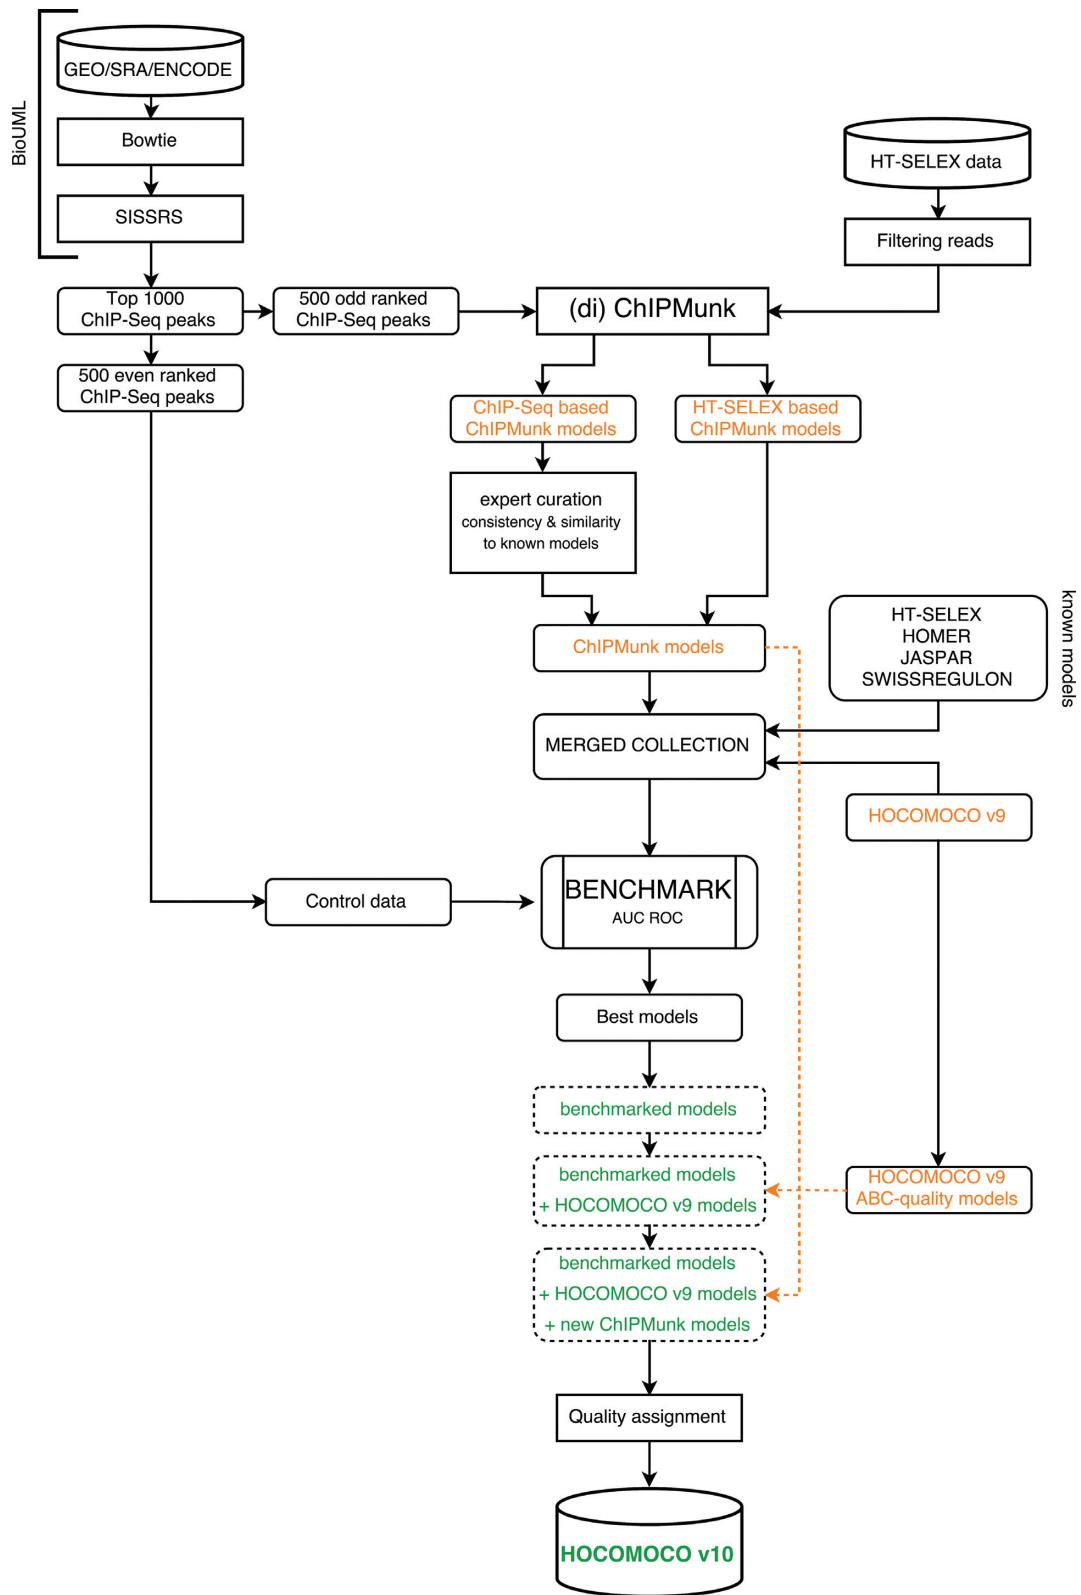 BioUML
GEO/SRA/ENCODE
Bowtie
SISSRS
HT-SELEX data
Filtering reads
Top 1000
ChIP-Seq peaks
500 odd ranked
ChIP-Seq peaks
(di) ChIPMunk
500 even ranked
ChIP-Seq peaks
ChIP-Seq based
ChIPMunk models
HT-SELEX based
ChIPMunk models
expert curation
consistency & similarity
to known models
ChIPMunk models
HT-SELEX
HOMER
JASPAR
SWISSREGULON
known models
MERGED COLLECTION
HOCOMOCO v9
Control data
BENCHMARK
AUC ROC
Best models
benchmarked models
benchmarked models
+ HOCOMOCO v9 models
HOCOMOCO v9
ABC-quality models
benchmarked models
+ HOCOMOCO v9 models
+ new ChIPMunk models
Quality assignment
HOCOMOCO v10